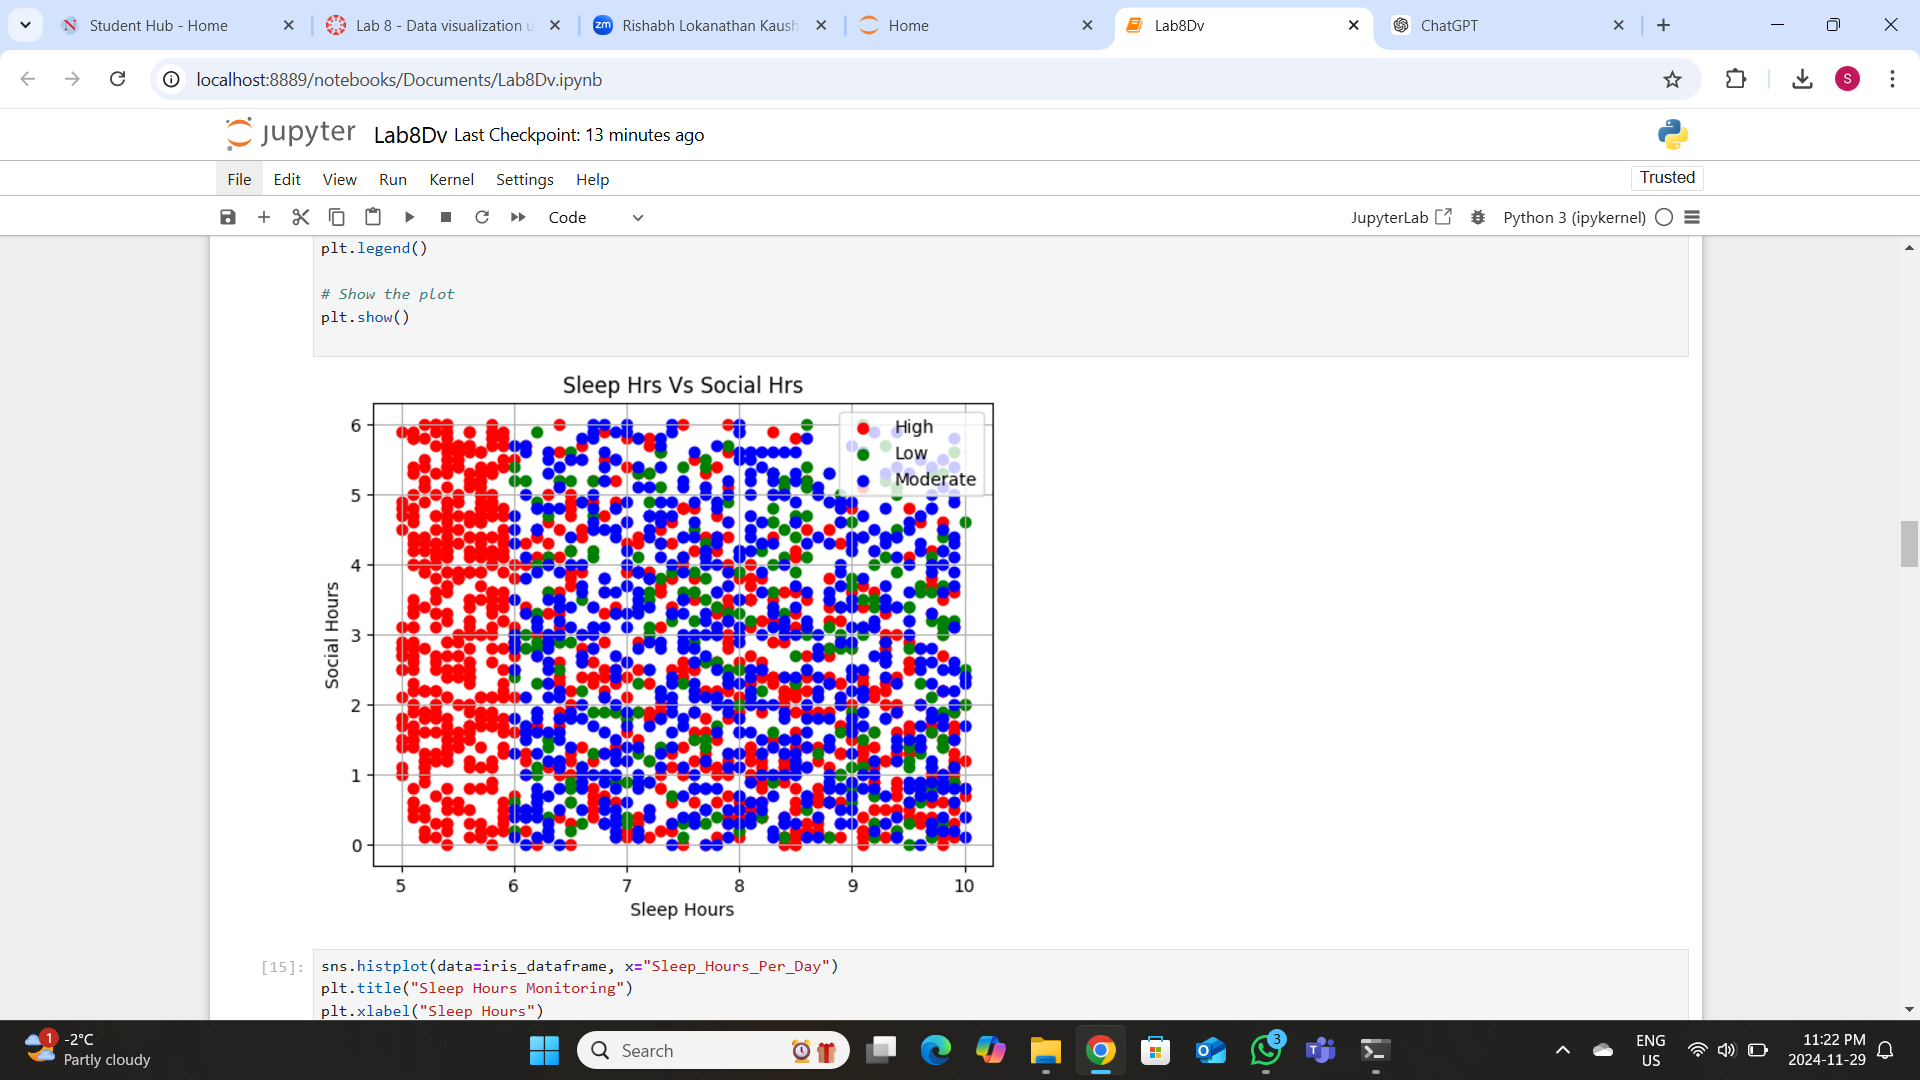 Student Hub - Home
Lab 8 - Data visualization u
zm
Rishabh Lokanathan Kaush
Home
Lab8Dv
ChatGPT
localhost:8889/notebooks/Documents/Lab8Dv.ipynb
S
jupyter Lab8Dv Last Checkpoint: 13 minutes ago
File Edit View Run Kernel Settings Help
Trusted
Code
JupyterLab
Python 3 (ipykernel)
plt.legend()
# Show the plot
plt.show()
Sleep Hrs Vs Social Hrs
High
Low
Moderate
6
5
4
3
2
1
0
Social Hours
5 6 7 8 9 10
Sleep Hours
[15]:
sns.histplot(data=iris_dataframe, x="Sleep_Hours_Per_Day")
plt.title("Sleep Hours Monitoring")
plt.xlabel("Sleep Hours")
1
-2°C
Partly cloudy
Search
3
ENG
US
11:22 PM
2024-11-29